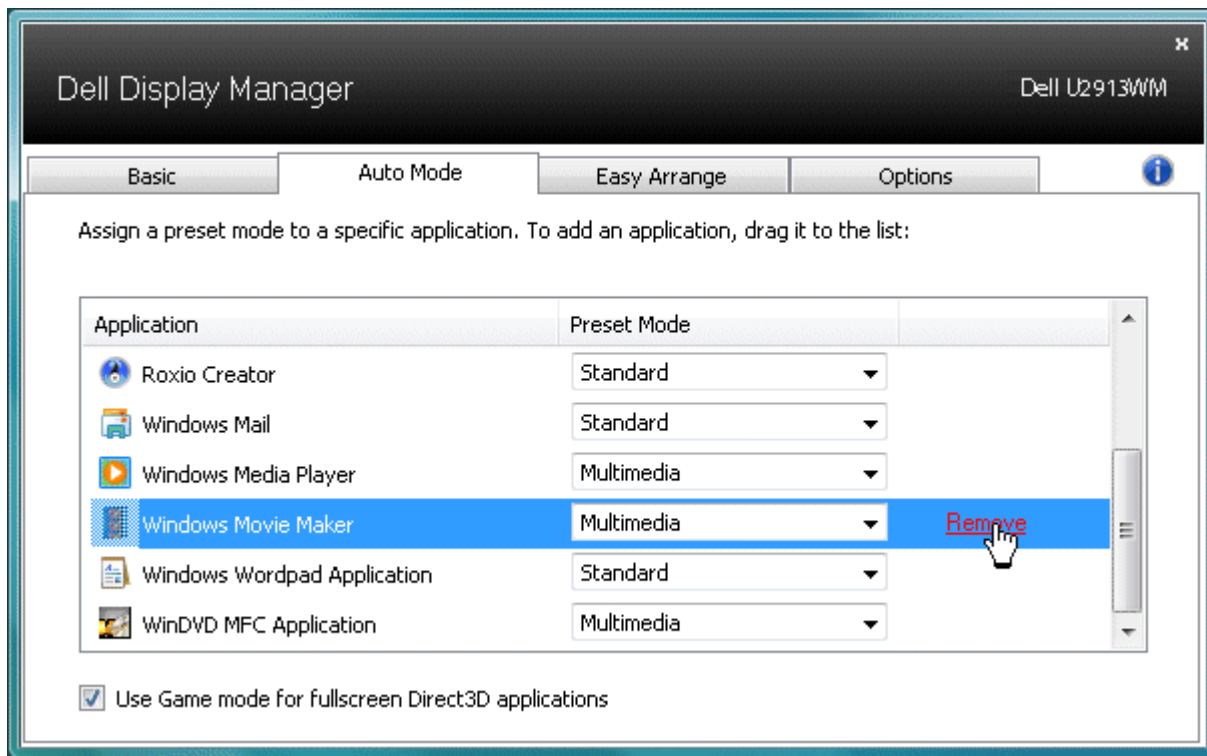 x
Dell Display Manager
Dell U2913WM
Basic
Auto Mode
Easy Arrange
Options
i
Assign a preset mode to a specific application. To add an application, drag it to the list:
Application Preset Mode
Roxio Creator Standard
Windows Mail Standard
Windows Media Player Multimedia
Windows Movie Maker Multimedia Remove
Windows Wordpad Application Standard
WinDVD MFC Application Multimedia
Use Game mode for fullscreen Direct3D applications